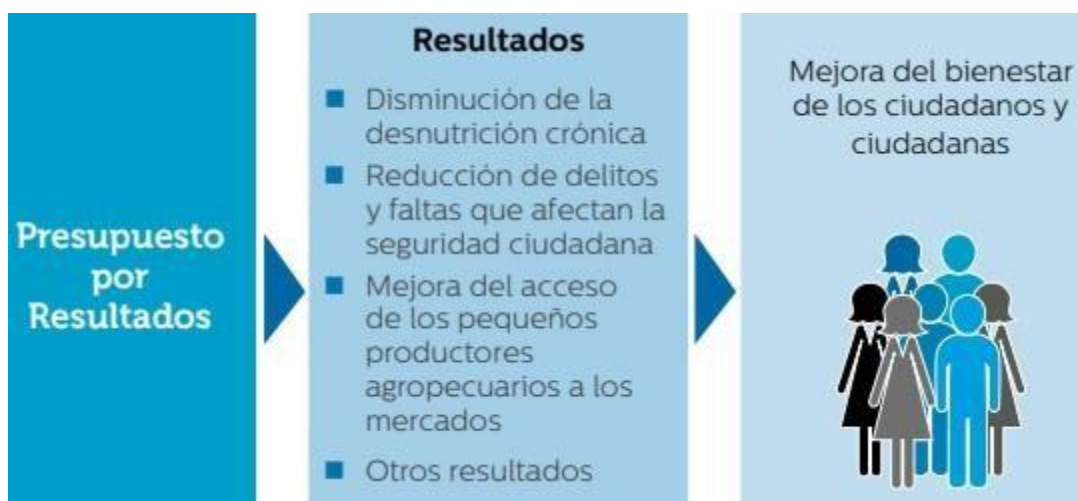 Presupuesto
por
Resultados
Resultados
Disminución de la
desnutrición crónica
Reducción de delitos
y faltas que afectan la
seguridad ciudadana
Mejora del acceso
de los pequeños
productores
agropecuarios a los
mercados
Otros resultados
Mejora del bienestar
de los ciudadanos y
ciudadanas